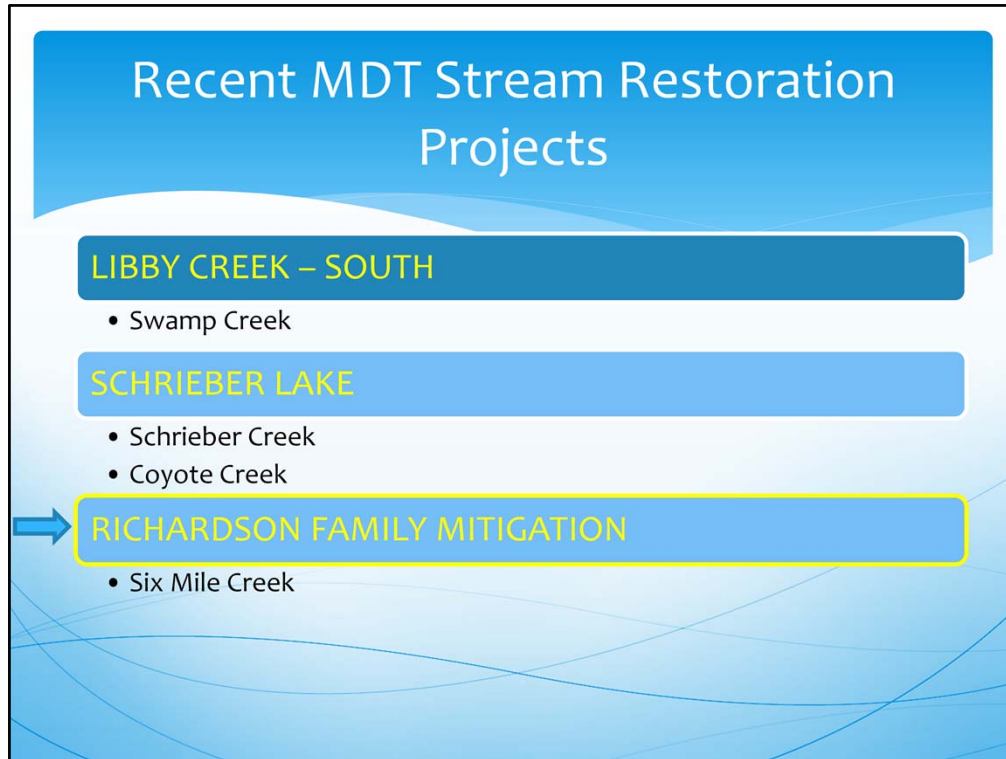 Recent MDT Stream Restoration
Projects
LIBBY CREEK – SOUTH
• Swamp Creek
SCHRIEBER LAKE
• Schrieber Creek
• Coyote Creek
RICHARDSON FAMILY MITIGATION
• Six Mile Creek